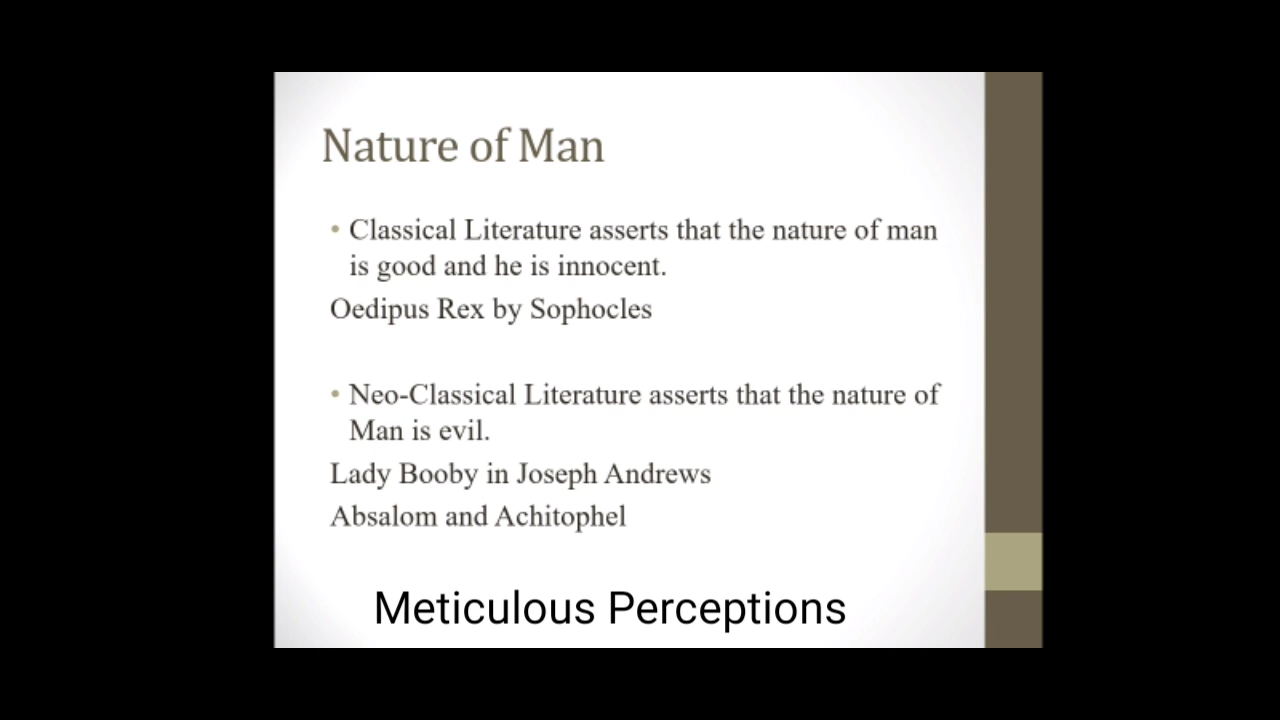 Nature of Man
• Classical Literature asserts that the nature of man
is good and he is innocent.
Oedipus Rex by Sophocles
• Neo-Classical Literature asserts that the nature of
Man is evil.
Lady Booby in Joseph Andrews
Absalom and Achitophel
Meticulous Perceptions